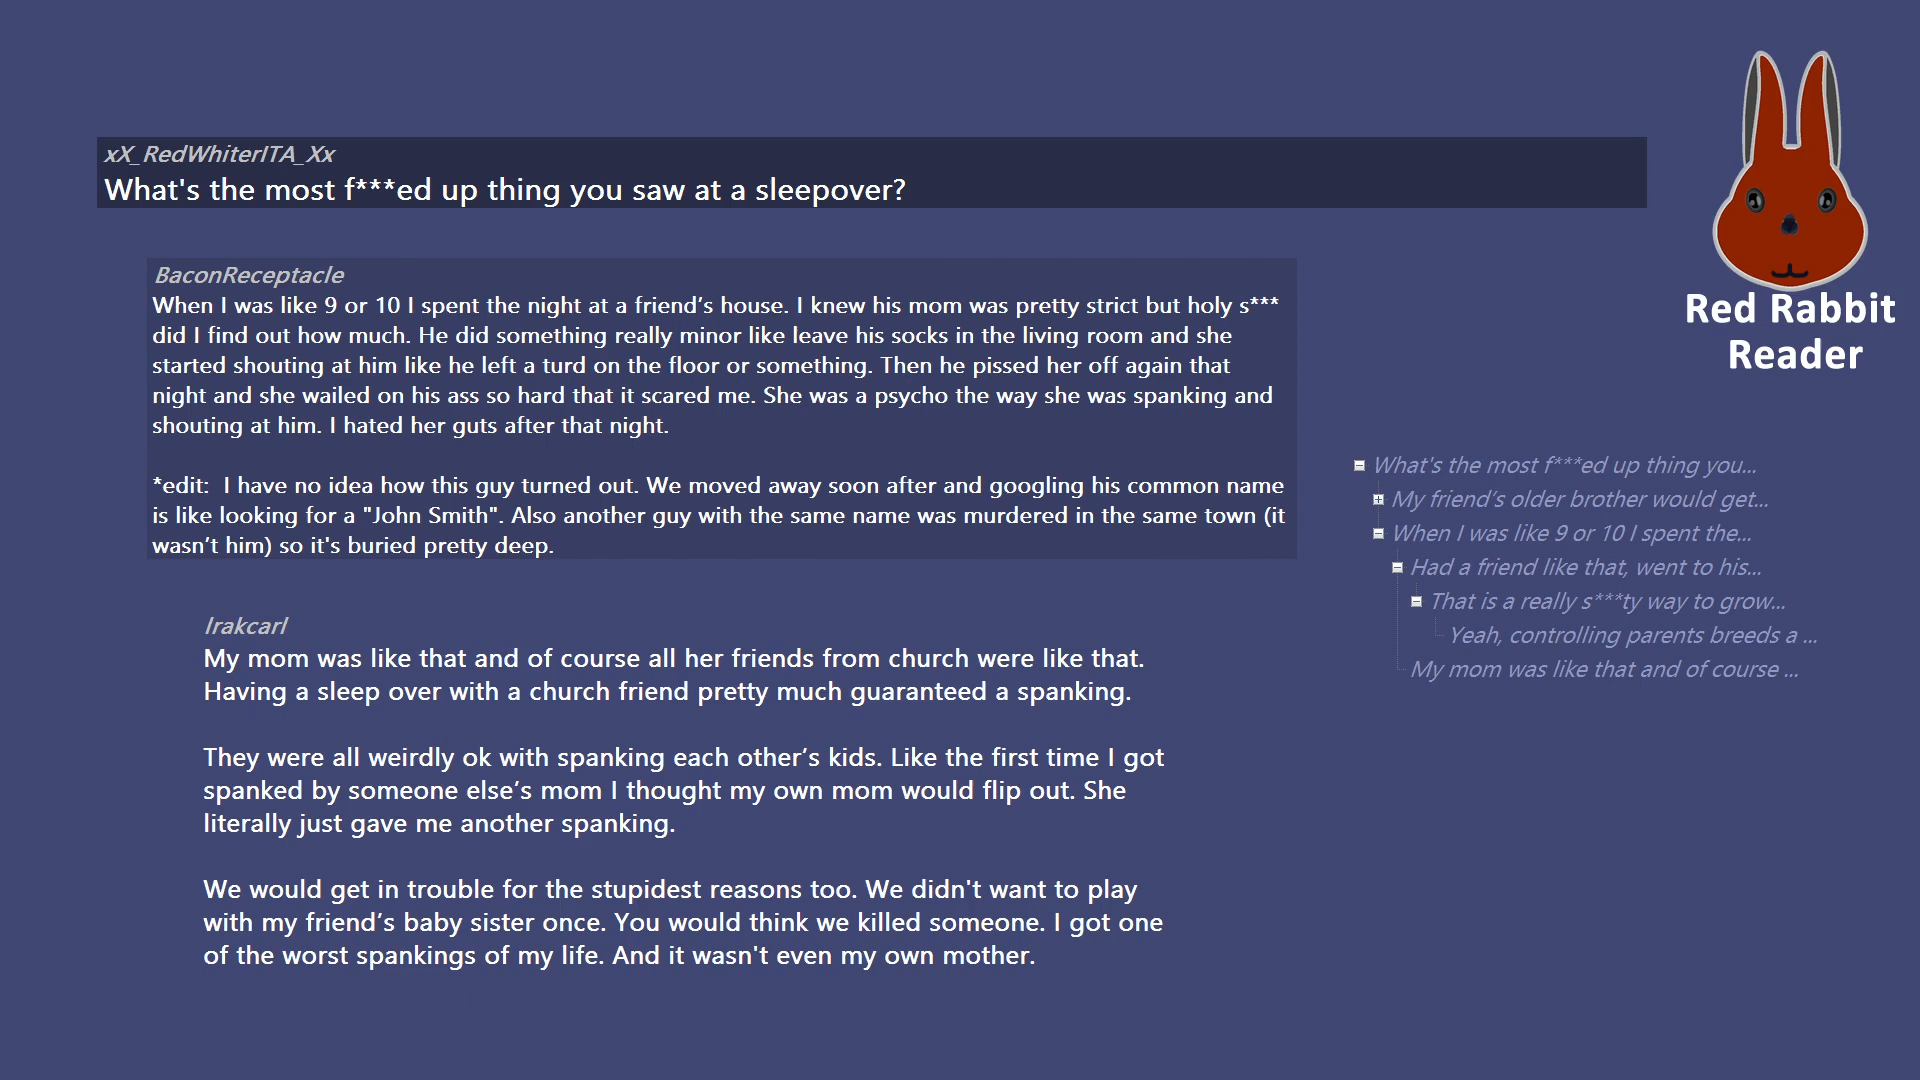 xX_RedWhiterITA_Xx
What's the most f***ed up thing you saw at a sleepover?
BaconReceptacle
When I was like 9 or 10 I spent the night at a friend’s house. I knew his mom was pretty strict but holy s***
did I find out how much. He did something really minor like leave his socks in the living room and she
started shouting at him like he left a turd on the floor or something. Then he pissed her off again that
night and she wailed on his ass so hard that it scared me. She was a psycho the way she was spanking and
shouting at him. I hated her guts after that night.
*edit:  I have no idea how this guy turned out. We moved away soon after and googling his common name
is like looking for a "John Smith". Also another guy with the same name was murdered in the same town (it
wasn’t him) so it's buried pretty deep.
lrakcarl
My mom was like that and of course all her friends from church were like that.
Having a sleep over with a church friend pretty much guaranteed a spanking.
They were all weirdly ok with spanking each other’s kids. Like the first time I got
spanked by someone else’s mom I thought my own mom would flip out. She
literally just gave me another spanking.
We would get in trouble for the stupidest reasons too. We didn't want to play
with my friend’s baby sister once. You would think we killed someone. I got one
of the worst spankings of my life. And it wasn't even my own mother.
Red Rabbit
Reader
What's the most f***ed up thing you...
My friend’s older brother would get...
When I was like 9 or 10 I spent the...
Had a friend like that, went to his...
That is a really s***ty way to grow...
Yeah, controlling parents breeds a ...
My mom was like that and of course ...